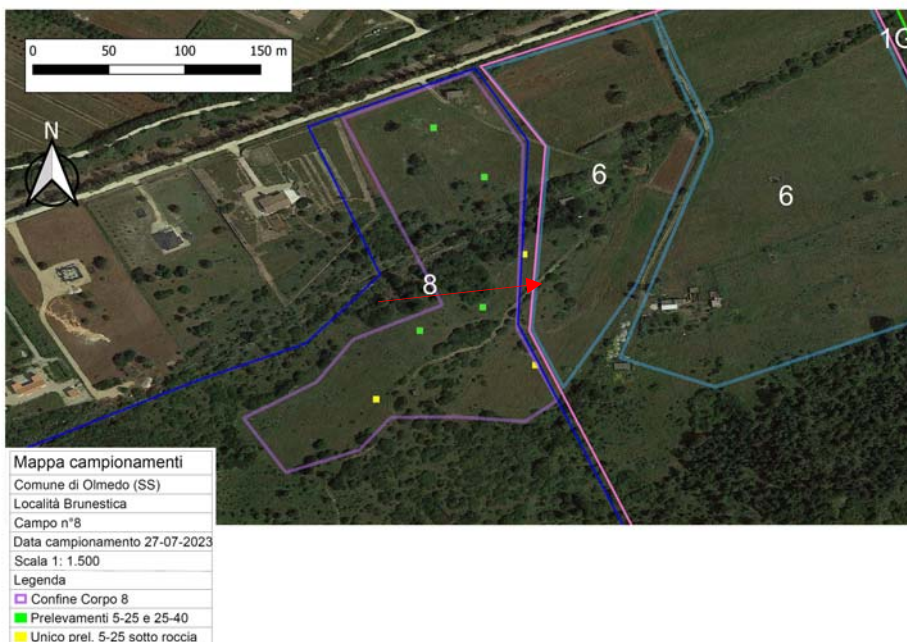 0 50 100 150 m
N
1G
6
6
8
Mappa campionamenti
Comune di Olmedo (SS)
Località Brunestica
Campo n°8
Data campionamento 27-07-2023
Scala 1: 1.500
Legenda
Confine Corpo 8
Prelevamenti 5-25 e 25-40
Unico prel. 5-25 sotto roccia